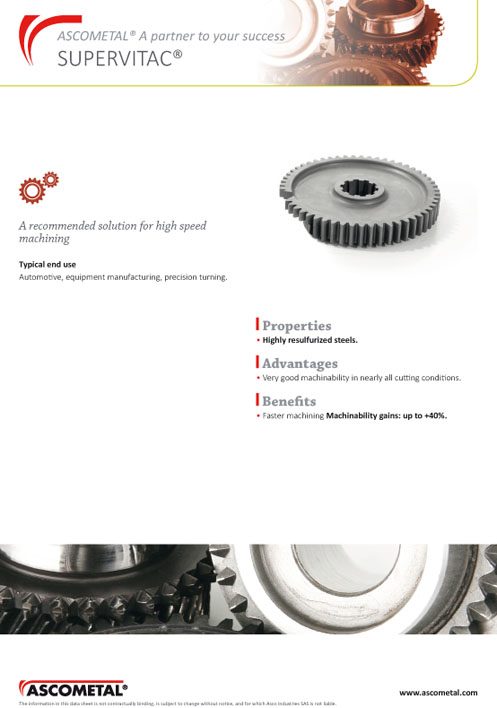 ASCOMETAL® A partner to your success
SUPERVITAC®
A recommended solution for high speed
machining
Typical end use
Automotive, equipment manufacturing, precision turning.
Properties
• Highly resulfurized steels.
Advantages
• Very good machinability in nearly all cutting conditions.
Benefits
• Faster machining Machinability gains: up to +40%.
ASCOMETAL®
www.ascometal.com
The information in this data sheet is not contractually binding, is subject to change without notice, and for which Asco Industries SAS is not liable.